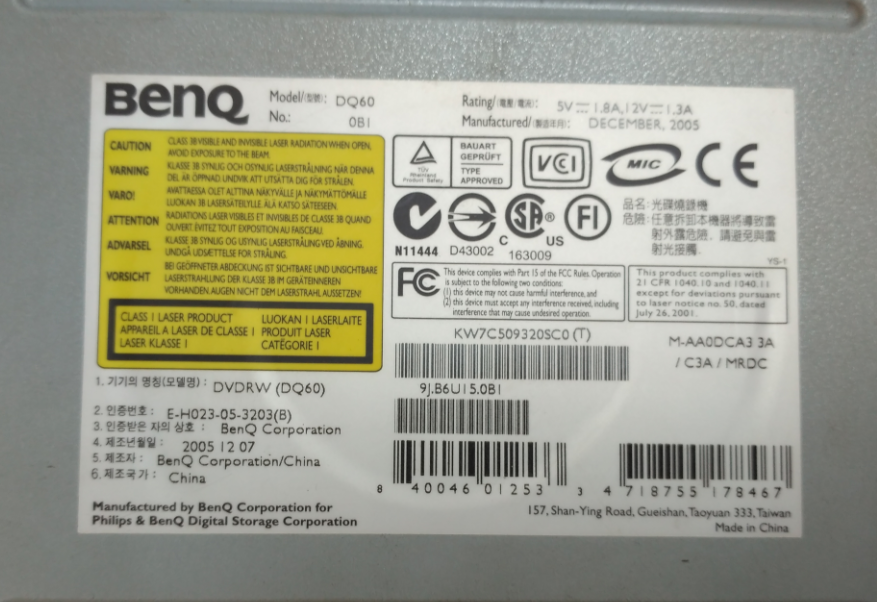 BenQ
Model/型號: DQ60
No.: 0B1
Rating/(電壓/電流): 5V⎓1.8A,12V⎓1.3A
Manufactured/(製造年月): DECEMBER, 2005
CAUTION CLASS 3B VISIBLE AND INVISIBLE LASER RADIATION WHEN OPEN,
AVOID EXPOSURE TO THE BEAM
VARNING KLASSE 3B SYNLIG OCH OSYNLIG LASERSTRÅLNING NÄR DENNA
DEL ÄR ÖPPNAD UNDVIK ATT UTSÄTTA DIG FÖR STRÅLEN.
VARO! AVATTAESSA OLET ALTTINA NÄKYVÄLLE JA NÄKYMÄTTÖMÄLLE
LUOKAN 3B LASERSÄTEILYLLE. ÄLÄ KATSO SÄTEESEEN.
ATTENTION RADIATIONS LASER VISIBLES ET INVISIBLES DE CLASSE 3B QUAND
OUVERT. EVITEZ TOUT EXPOSITION AU FAISCEAU.
ADVARSEL KLASSE 3B SYNLIG OG USYNLIG LASERSTRÅLING VED ÅBNING.
UNDGÅ UDSÆTTELSE FOR STRÅLING.
VORSICHT BEI GEÖFFNETER ABDECKUNG IST SICHTBARE UND UNSICHTBARE
LASERSTRAHLUNG DER KLASSE 3B IM GERÄTEINNEREN
VORHANDEN. AUGEN NICHT DEM LASERSTRAHL AUSSETZEN!
CLASS I LASER PRODUCT LUOKAN I LASERLAITE
APPAREIL A LASER DE CLASSE I PRODUIT LASER
LASER KLASSE I CATÉGORIE I
TÜV
Rheinland
Product Safety
BAUART
GEPRÜFT
TYPE
APPROVED
VCI
MIC
CE
N11444
D43002
C SA US
163009
FI
品名: 光碟燒錄機
危險: 任意拆卸本機器將導致雷
射外露危險, 請避免與雷
射光接觸.
YS-1
FC This device complies with Part 15 of the FCC Rules. Operation
is subject to the following two conditions:
(1) this device may not cause harmful interference, and
(2) this device must accept any interference received, including
interference that may cause undesired operation.
This product complies with
21 CFR 1040.10 and 1040.11
except for deviations pursuant
to laser notice no. 50, dated
July 26, 2001.
KW7C509320SC0 (T)
M-AA0DCA3 3A
/ C3A / MRDC
9J.B6U15.0B1
1. 기기의 명칭(모델명) : DVDRW (DQ60)
2. 인증번호 : E-H023-05-3203(B)
3. 인증받은 자의 상호 : BenQ Corporation
4. 제조년월일 : 2005 12 07
5. 제조자 : BenQ Corporation/China
6. 제조국가 : China
8 40046 01253 3
4 718755 178467
Manufactured by BenQ Corporation for
Philips & BenQ Digital Storage Corporation
157, Shan-Ying Road, Gueishan, Taoyuan 333, Taiwan
Made in China